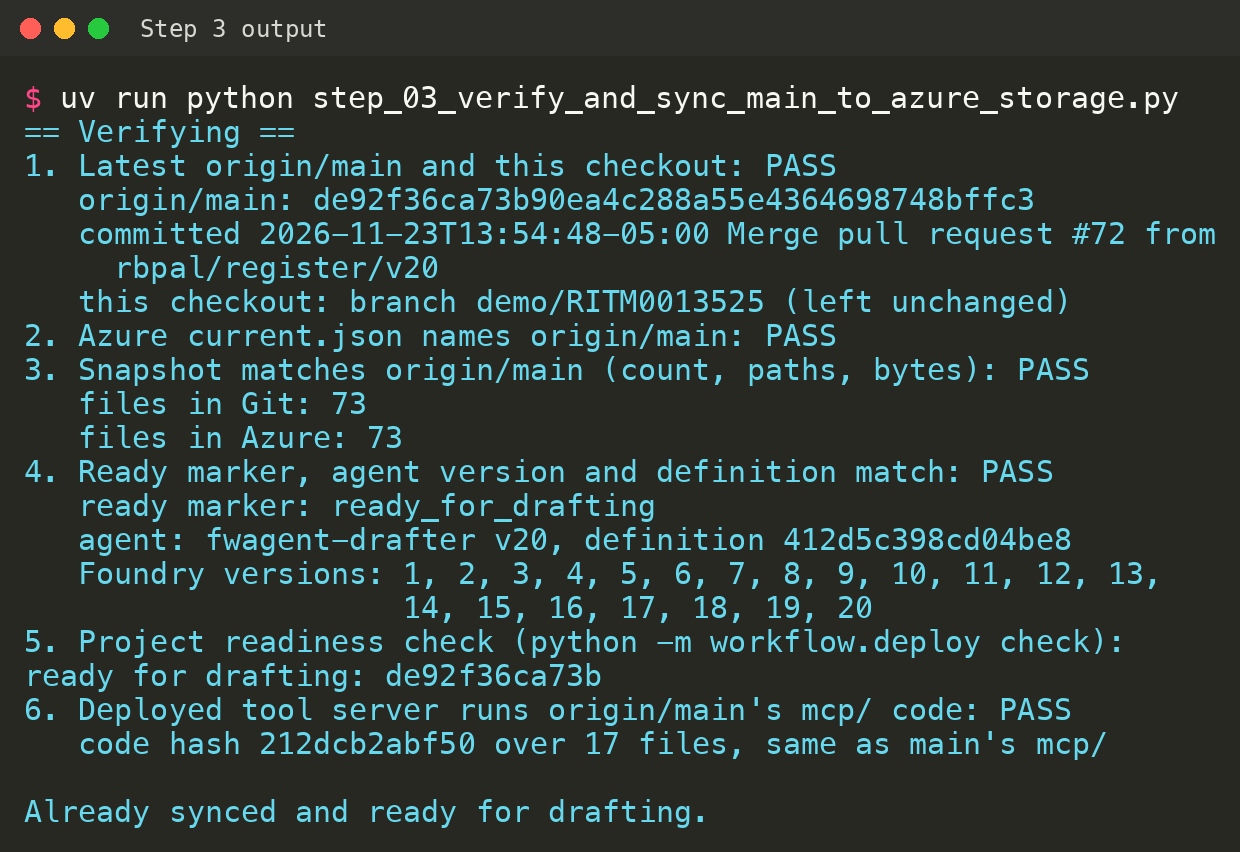 Step 3 output
$ uv run python step_03_verify_and_sync_main_to_azure_storage.py
== Verifying ==
1. Latest origin/main and this checkout: PASS
origin/main: de92f36ca73b90ea4c288a55e4364698748bffc3
committed 2026-11-23T13:54:48-05:00 Merge pull request #72 from
rbpal/register/v20
this checkout: branch demo/RITM0013525 (left unchanged)
2. Azure current.json names origin/main: PASS
3. Snapshot matches origin/main (count, paths, bytes): PASS
files in Git: 73
files in Azure: 73
4. Ready marker, agent version and definition match: PASS
ready marker: ready_for_drafting
agent: fwagent-drafter v20, definition 412d5c398cd04be8
Foundry versions: 1, 2, 3, 4, 5, 6, 7, 8, 9, 10, 11, 12, 13,
14, 15, 16, 17, 18, 19, 20
5. Project readiness check (python -m workflow.deploy check):
ready for drafting: de92f36ca73b
6. Deployed tool server runs origin/main's mcp/ code: PASS
code hash 212dcb2abf50 over 17 files, same as main's mcp/
Already synced and ready for drafting.